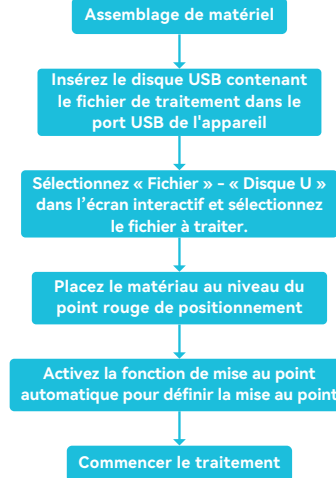 Assemblage de matériel
Insérez le disque USB contenant
le fichier de traitement dans le
port USB de l'appareil
Sélectionnez « Fichier » - « Disque U »
dans l’écran interactif et sélectionnez
le fichier à traiter.
Placez le matériau au niveau du
point rouge de positionnement
Activez la fonction de mise au point
automatique pour définir la mise au point
Commencer le traitement